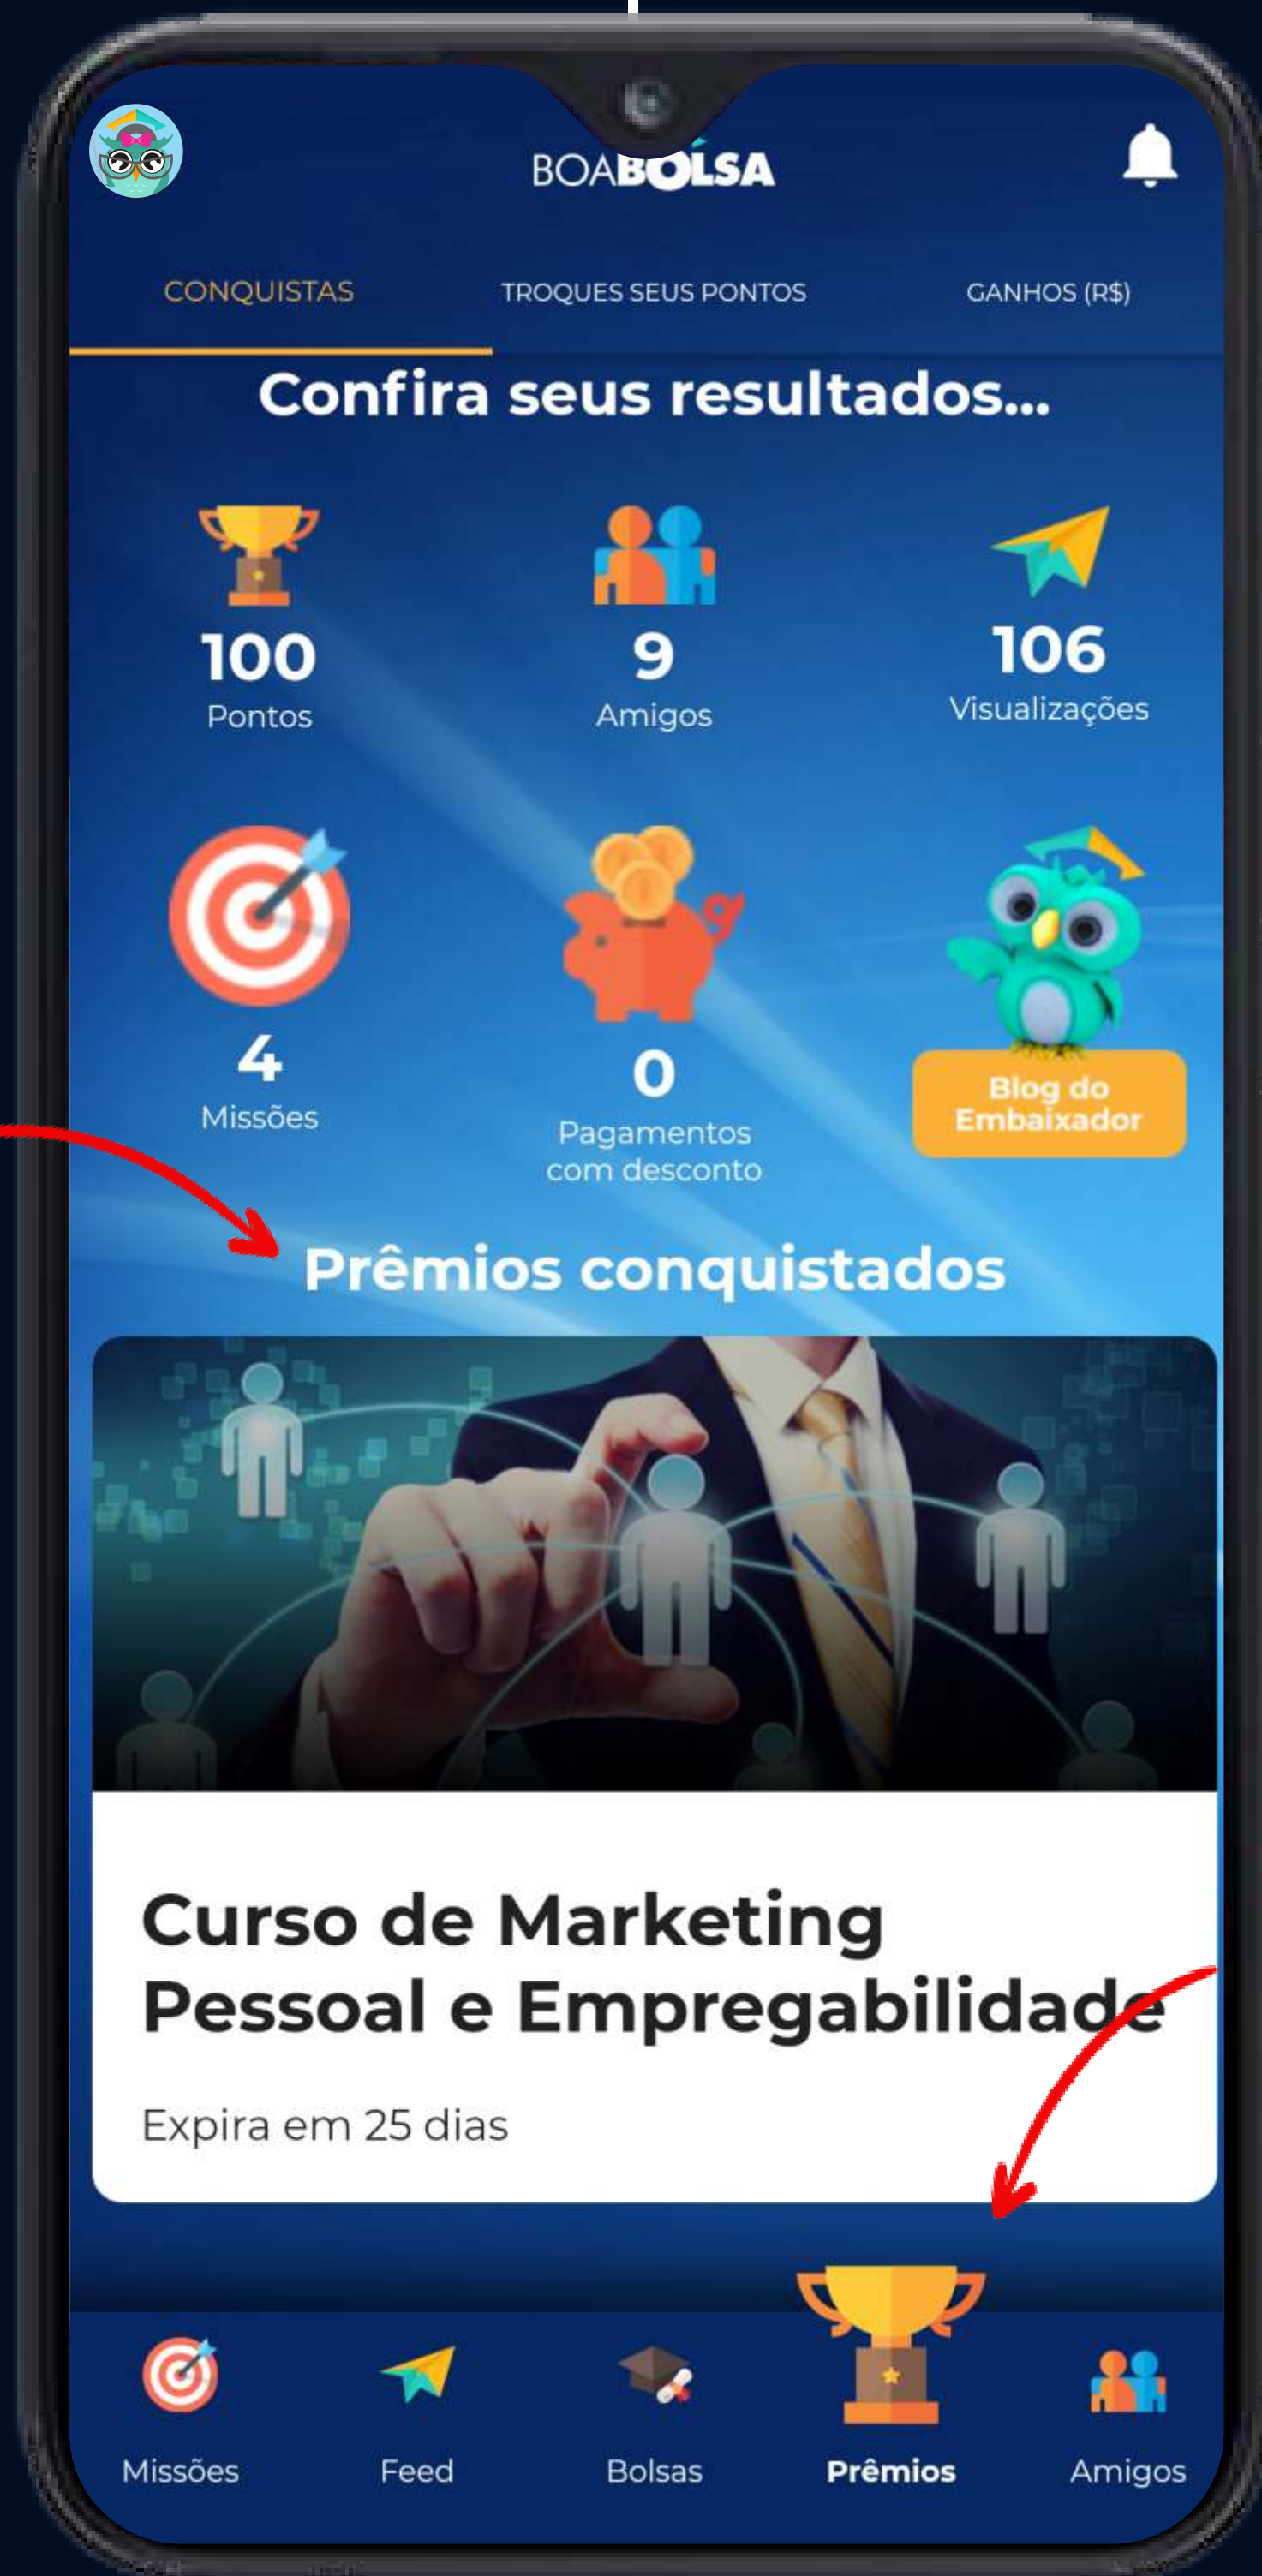 BOABOLSA
CONQUISTAS
TROQUES SEUS PONTOS
GANHOS (R$)
Confira seus resultados...
100
Pontos
9
Amigos
106
Visualizações
4
Missões
0
Pagamentos
com desconto
Blog do
Embaixador
Prêmios conquistados
Curso de Marketing
Pessoal e Empregabilidade
Expira em 25 dias
Missões
Feed
Bolsas
Prêmios
Amigos